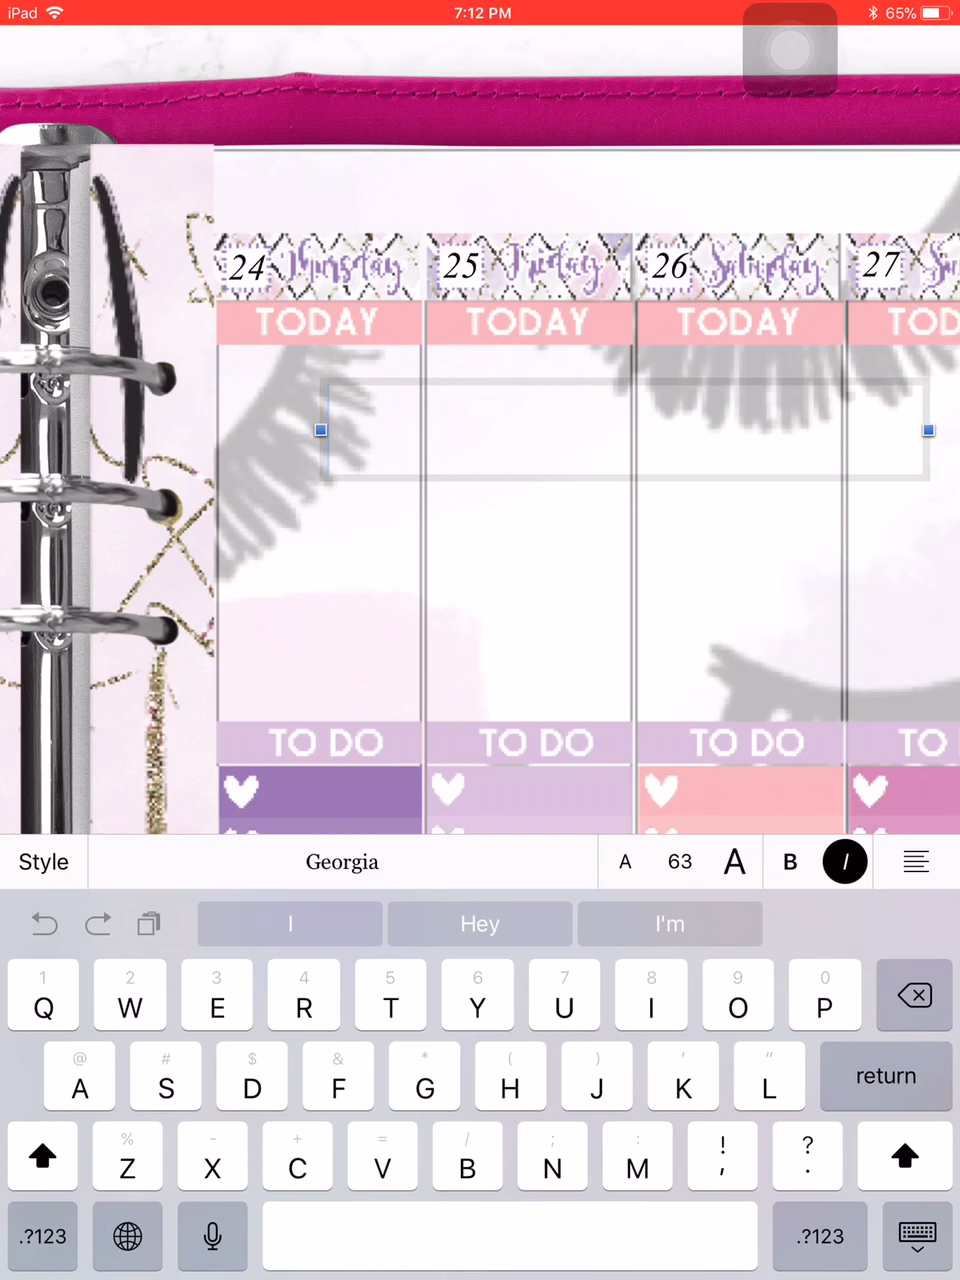 iPad 7:12 PM 65%
24 Thursday 25 Friday 26 Saturday 27 Su
TODAY TODAY TODAY TOD
TO DO TO DO TO DO TO
Style Georgia A 63 A B I
I Hey I'm
1 2 3 4 5 6 7 8 9 0
Q W E R T Y U I O P
@ # $ & * ( ) ' "
A S D F G H J K L return
% - + = / ; : ! ?
Z X C V B N M , .
.?123 .?123